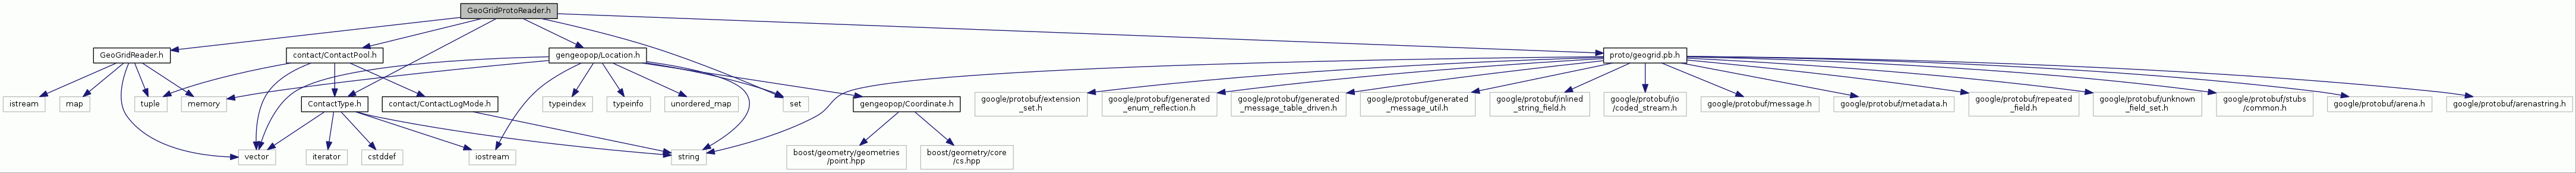 GeoGridProtoReader.h
GeoGridReader.h
contact/ContactPool.h
gengeopop/Location.h
proto/geogrid.pb.h
istream
map
tuple
memory
ContactType.h
contact/ContactLogMode.h
typeindex
typeinfo
unordered_map
set
gengeopop/Coordinate.h
google/protobuf/extension
_set.h
google/protobuf/generated
_enum_reflection.h
google/protobuf/generated
_message_table_driven.h
google/protobuf/generated
_message_util.h
google/protobuf/inlined
_string_field.h
google/protobuf/io
/coded_stream.h
google/protobuf/message.h
google/protobuf/metadata.h
google/protobuf/repeated
_field.h
google/protobuf/unknown
_field_set.h
google/protobuf/stubs
/common.h
google/protobuf/arena.h
google/protobuf/arenastring.h
vector
iterator
cstddef
iostream
string
boost/geometry/geometries
/point.hpp
boost/geometry/core
/cs.hpp